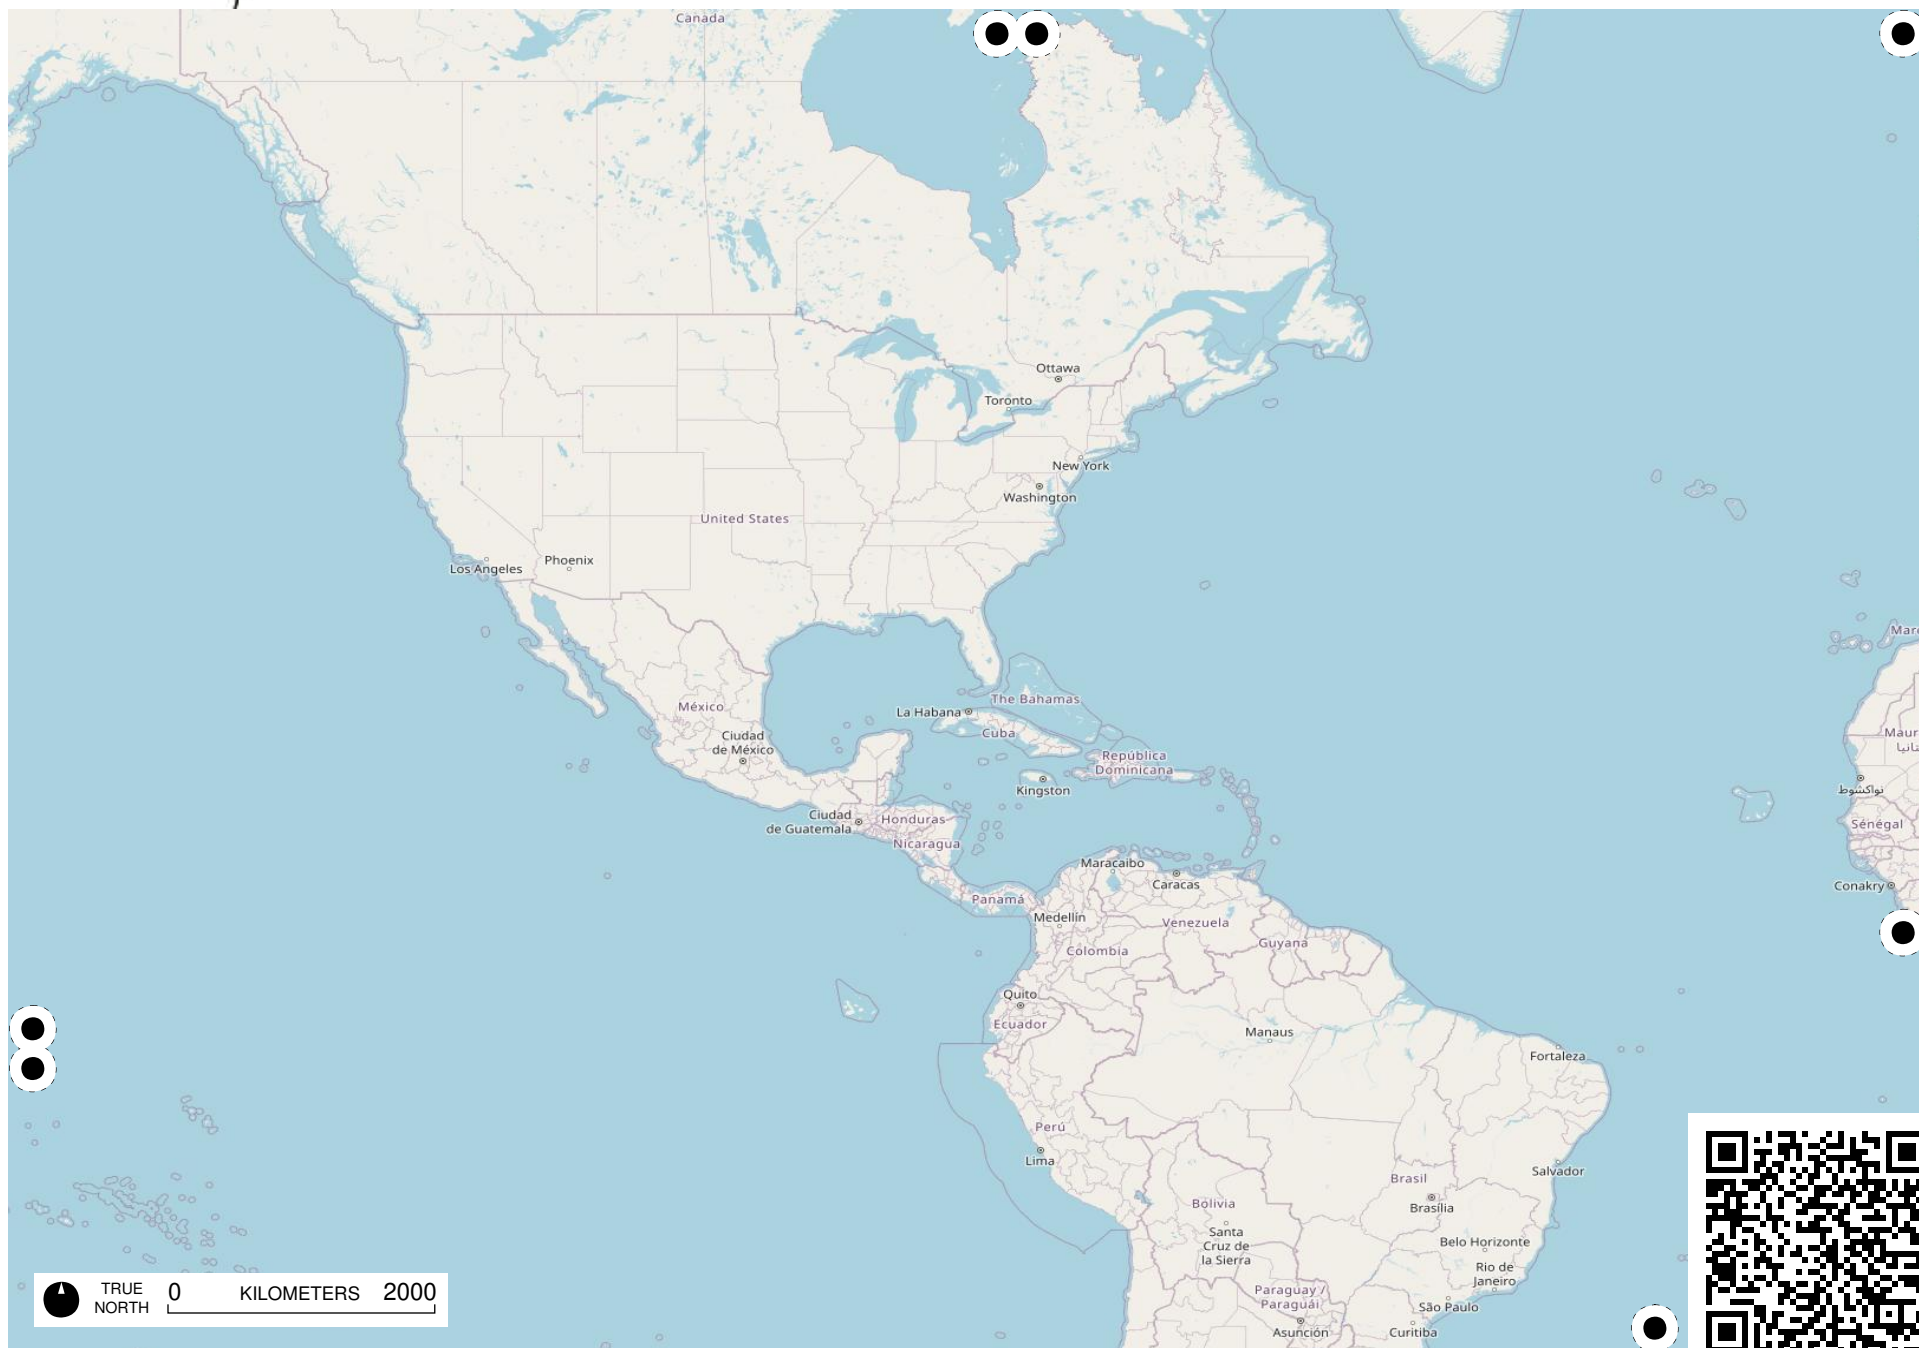 Canada
Ottawa
Toronto
New York
Washington
United States
Los Angeles
Phoenix
México
Ciudad
de México
La Habana
The Bahamas
Cuba
República
Dominicana
Kingston
Ciudad
de Guatemala
Honduras
Nicaragua
Panamá
Maracaibo
Caracas
Medellín
Venezuela
Guyana
Colombia
Quito
Ecuador
Manaus
Fortaleza
نواكشوط
Sénégal
Conakry
Perú
Lima
Salvador
Brasil
Brasília
Bolivia
Santa
Cruz de
la Sierra
Belo Horizonte
Rio de
Janeiro
Paraguay /
Paraguái
São Paulo
Asunción
Curitiba
TRUE
NORTH
0 KILOMETERS 2000